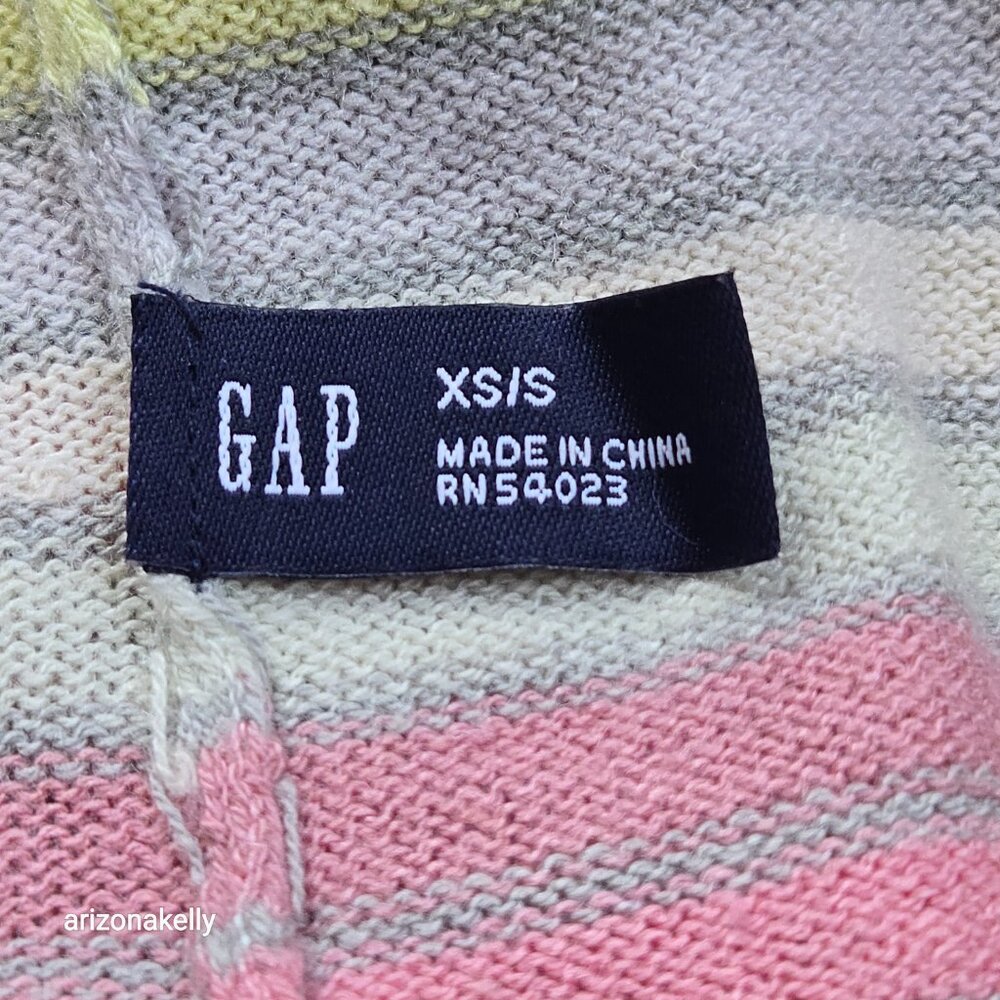 GAP
XS/S
MADE IN CHINA
RN54023
arizonakelly